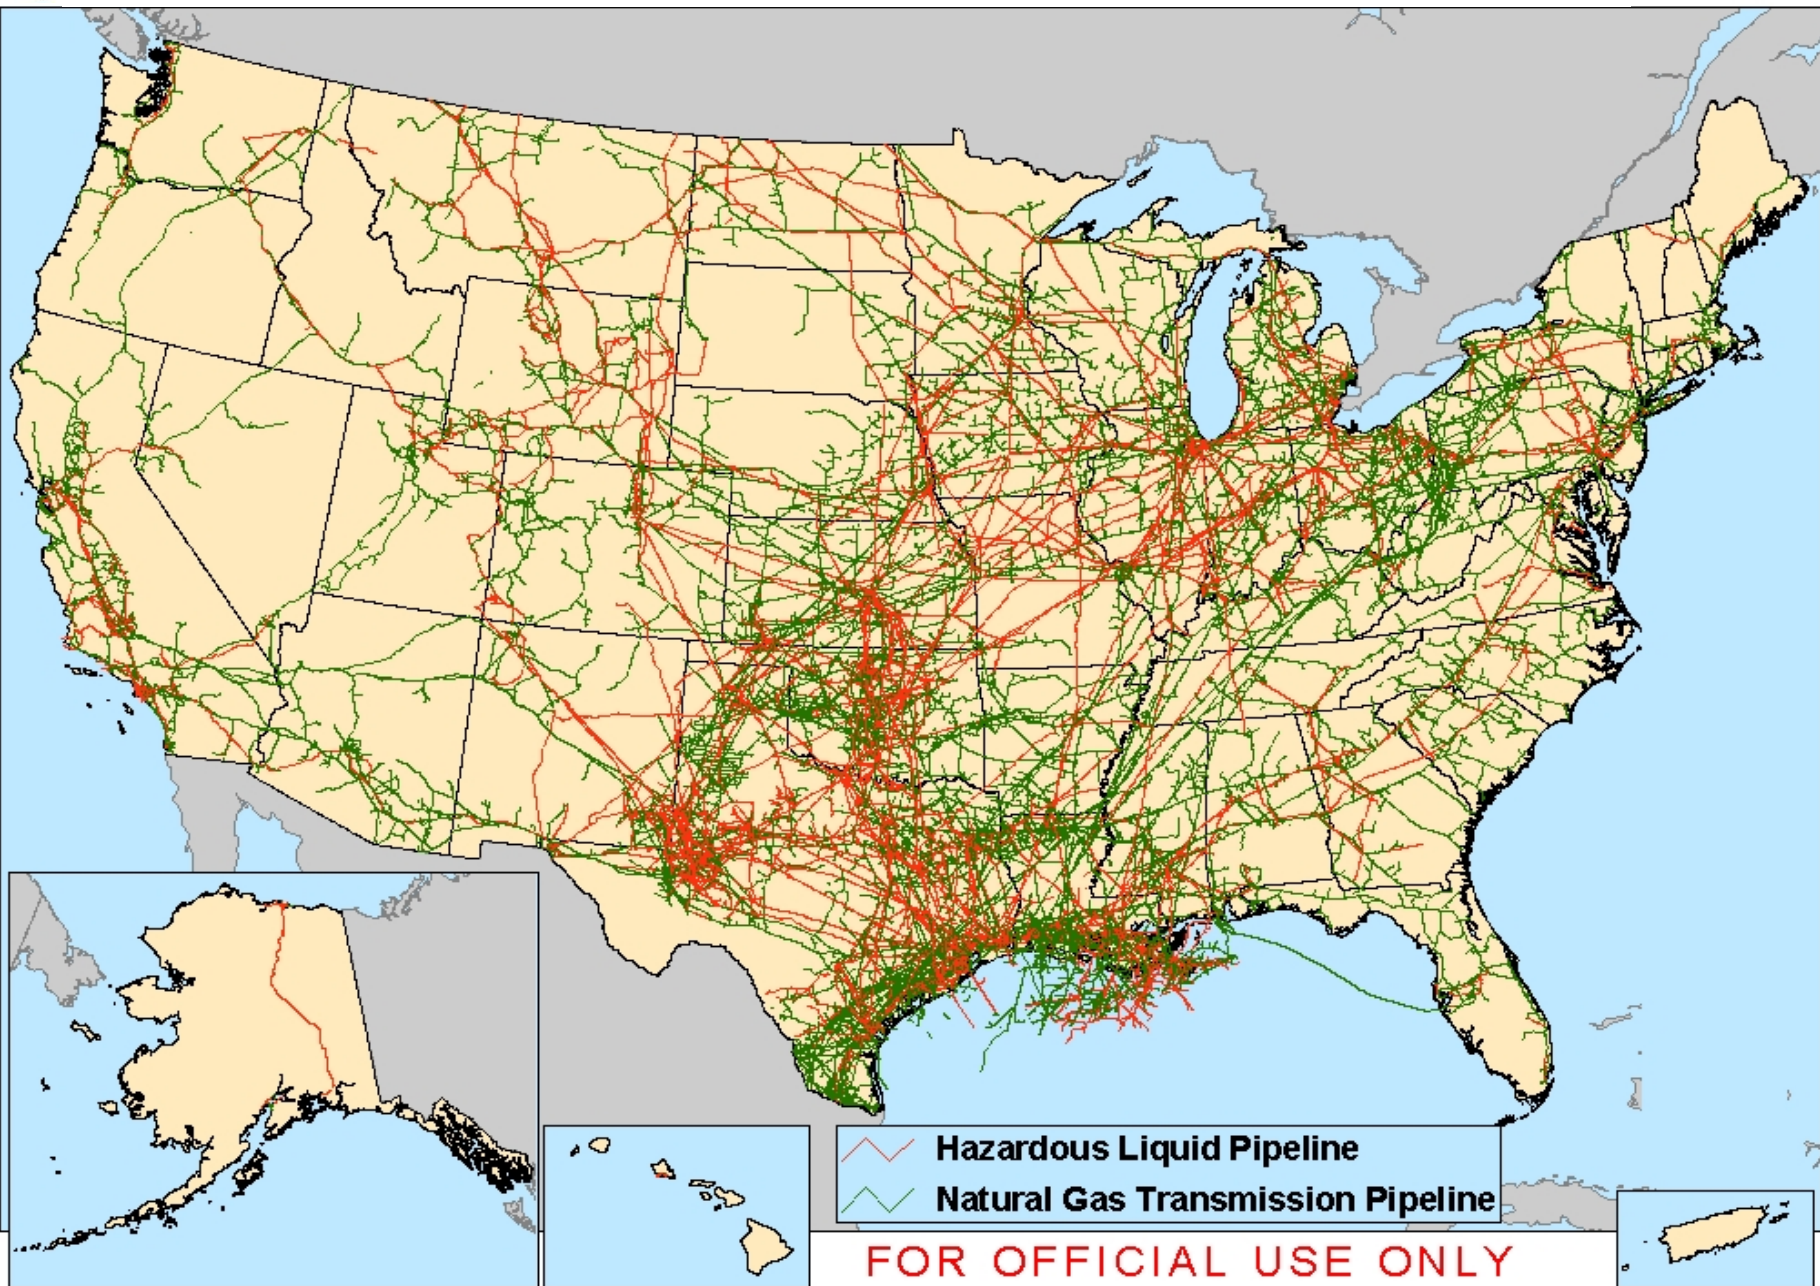 Hazardous Liquid Pipeline
Natural Gas Transmission Pipeline
FOR OFFICIAL USE ONLY